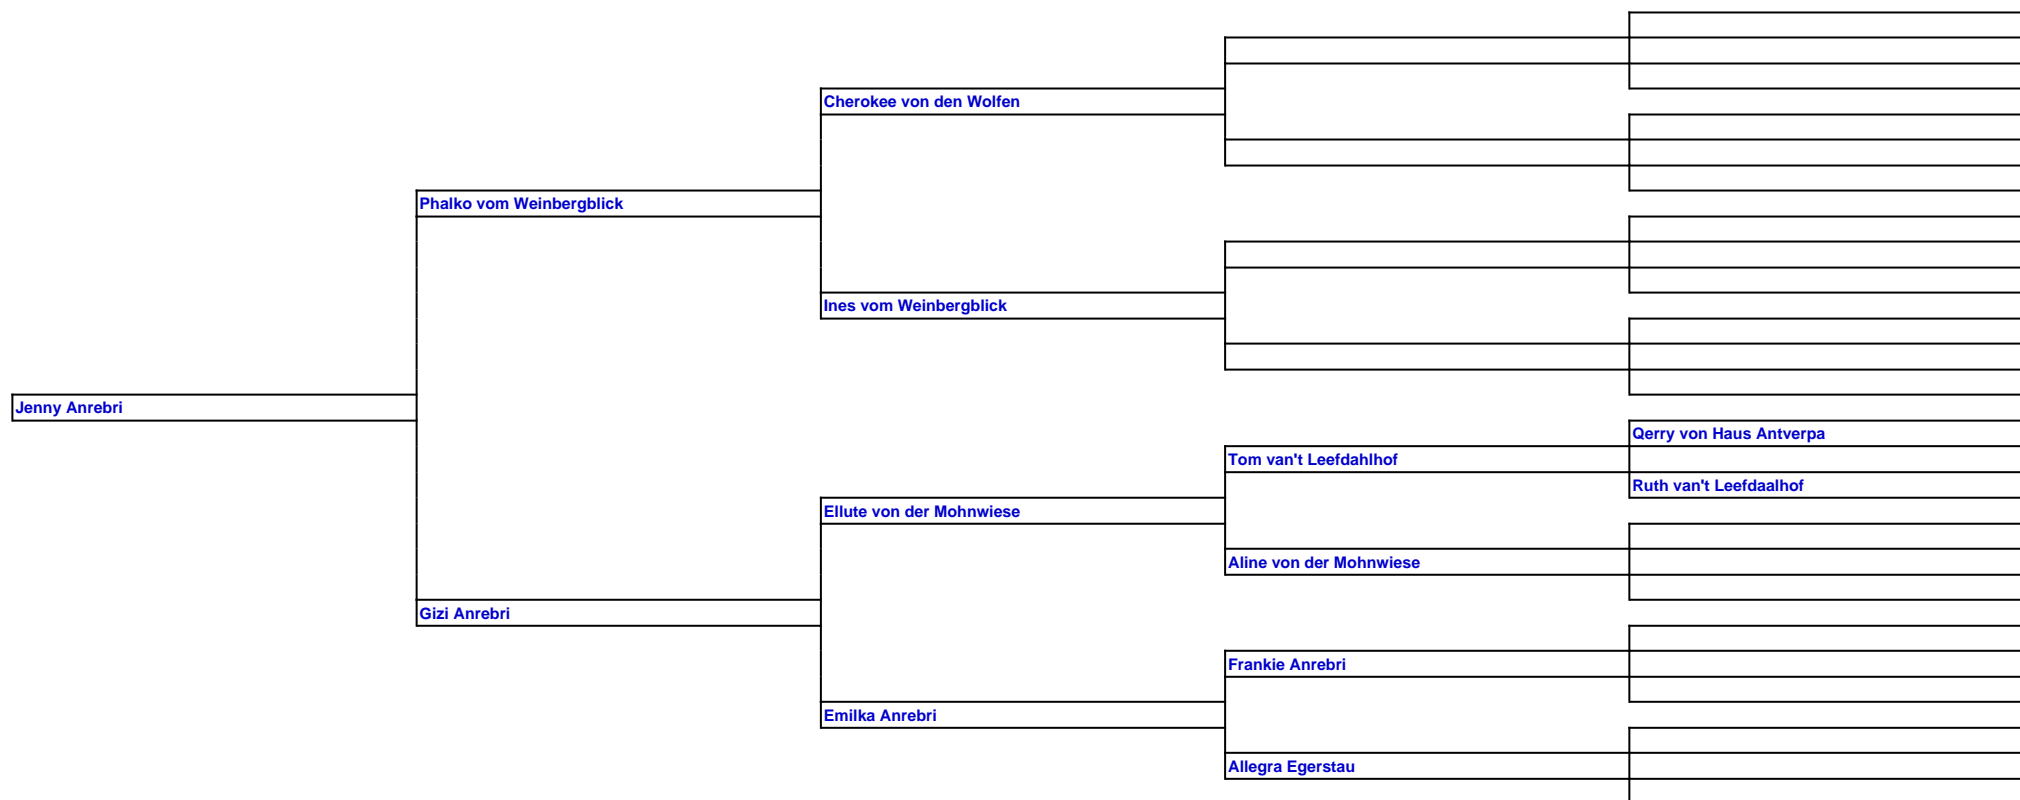 Cherokee von den Wolfen
Phalko vom Weinbergblick
Ines vom Weinbergblick
Jenny Anrebri
Qerry von Haus Antverpa
Tom van't Leefdahlhof
Ruth van't Leefdaalhof
Ellute von der Mohnwiese
Aline von der Mohnwiese
Gizi Anrebri
Frankie Anrebri
Emilka Anrebri
Allegra Egerstau